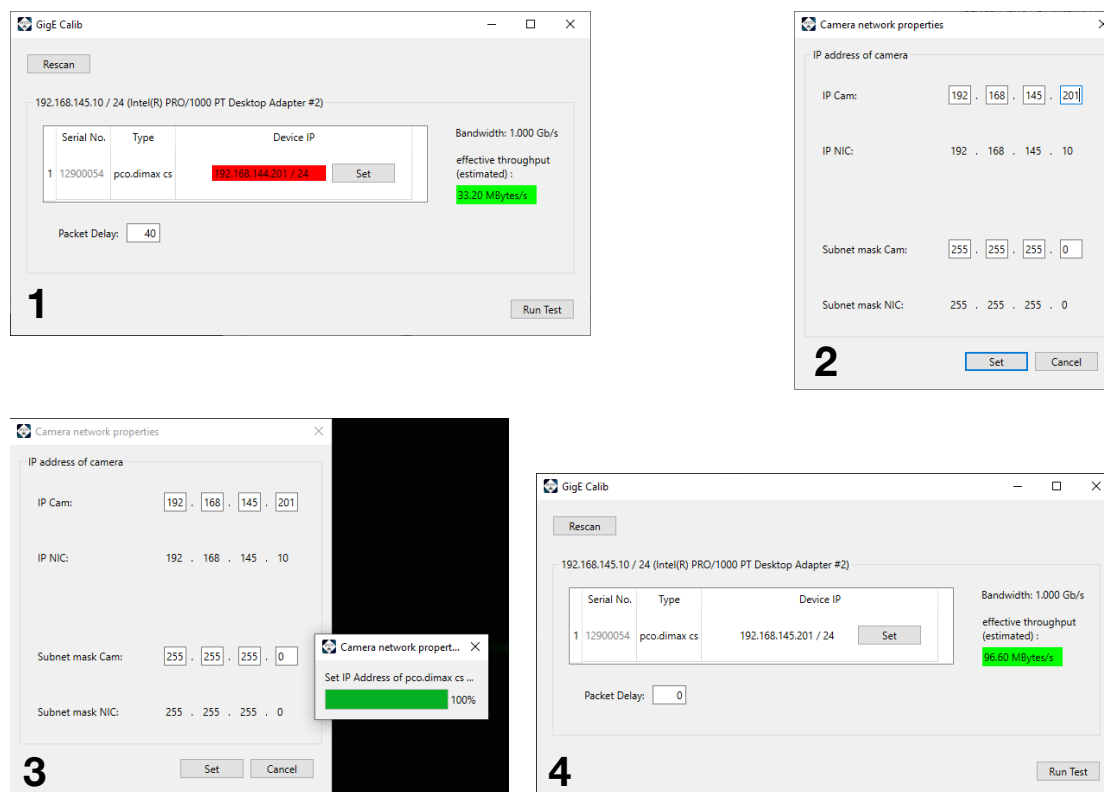 GigE Calib
Rescan
192.168.145.10 / 24 (Intel(R) PRO/1000 PT Desktop Adapter #2)
Serial No. Type Device IP
1 12900054 pco.dimax cs 192.168.144.201 / 24 Set
Bandwidth: 1.000 Gb/s
effective throughput
(estimated) :
33.20 MBytes/s
Packet Delay: 40
Run Test
1
Camera network properties
IP address of camera
IP Cam: 192 . 168 . 145 . 201
IP NIC: 192 . 168 . 145 . 10
Subnet mask Cam: 255 . 255 . 255 . 0
Subnet mask NIC: 255 . 255 . 255 . 0
Set Cancel
2
Camera network properties
IP address of camera
IP Cam: 192 . 168 . 145 . 201
IP NIC: 192 . 168 . 145 . 10
Subnet mask Cam: 255 . 255 . 255 . 0
Subnet mask NIC: 255 . 255 . 255 . 0
Set Cancel
Camera network propert...
Set IP Address of pco.dimax cs ...
100%
3
GigE Calib
Rescan
192.168.145.10 / 24 (Intel(R) PRO/1000 PT Desktop Adapter #2)
Serial No. Type Device IP
1 12900054 pco.dimax cs 192.168.145.201 / 24 Set
Bandwidth: 1.000 Gb/s
effective throughput
(estimated) :
96.60 MBytes/s
Packet Delay: 0
Run Test
4